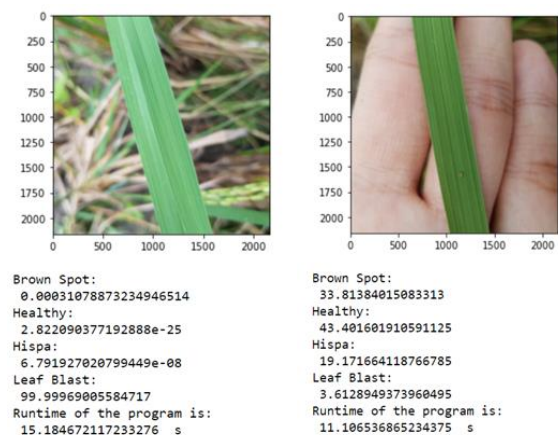 0
250
500
750
1000
1250
1500
1750
2000
0 500 1000 1500 2000
Brown Spot:
0.00031078873234946514
Healthy:
2.822090377192888e-25
Hispa:
6.791927020799449e-08
Leaf Blast:
99.99969005584717
Runtime of the program is:
15.184672117233276 s
0
250
500
750
1000
1250
1500
1750
2000
0 500 1000 1500 2000
Brown Spot:
33.81384015083313
Healthy:
43.401601910591125
Hispa:
19.171664118766785
Leaf Blast:
3.6128949373960495
Runtime of the program is:
11.106536865234375 s